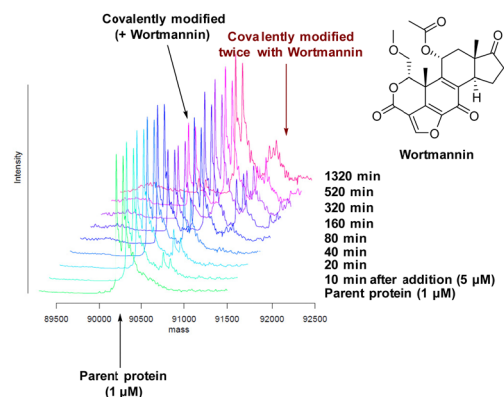 Covalently modified
(+ Wortmannin)
Covalently modified
twice with Wortmannin
O
O
O
H
O
O
O
O
O
Wortmannin
Intensity
1320 min
520 min
320 min
160 min
80 min
40 min
20 min
10 min after addition (5 µM)
Parent protein (1 µM)
89500 90000 90500 91000 91500 92000 92500
mass
Parent protein
(1 µM)